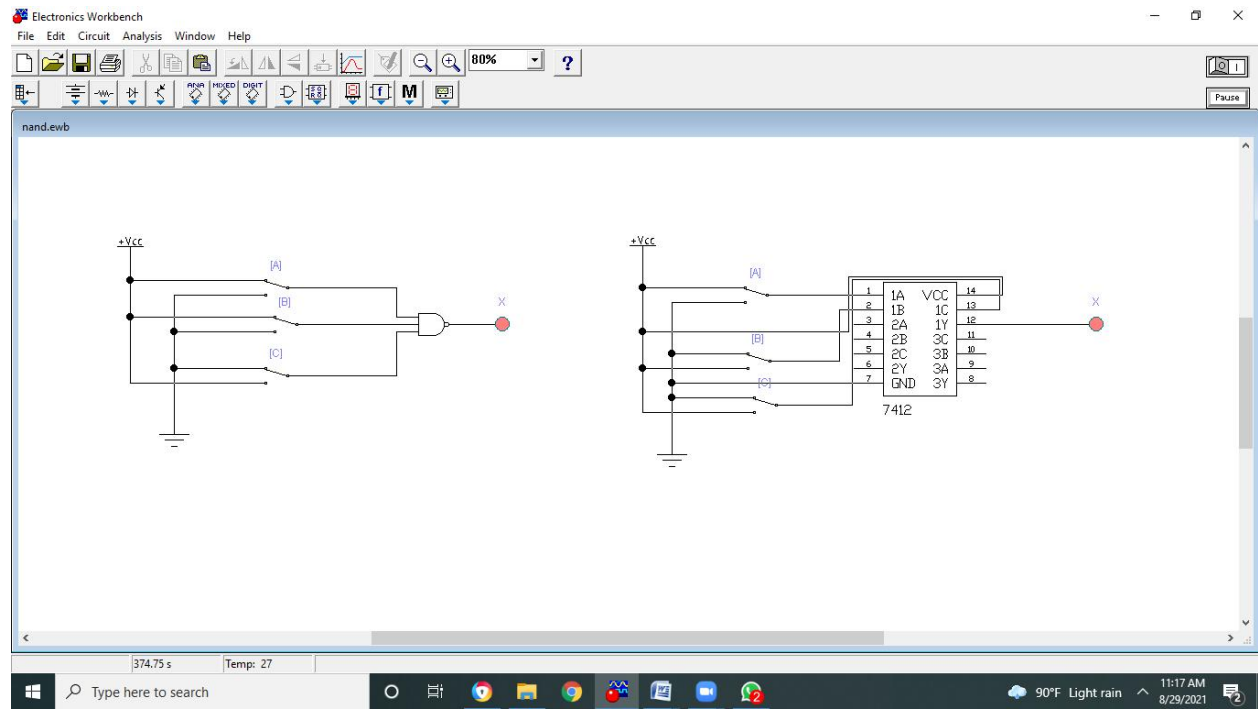 Electronics Workbench
File Edit Circuit Analysis Window Help
80%
?
ANA MIXED DIGIT
M
Pause
nand.ewb
+Vcc
[A]
[B]
[C]
X
+Vcc
[A]
[B]
[C]
X
1 1A VCC 14
2 1B 1C 13
3 2A 1Y 12
4 2B 3C 11
5 2C 3B 10
6 2Y 3A 9
7 GND 3Y 8
7412
374.75 s Temp: 27
Type here to search
2
90°F Light rain
11:17 AM
8/29/2021
2